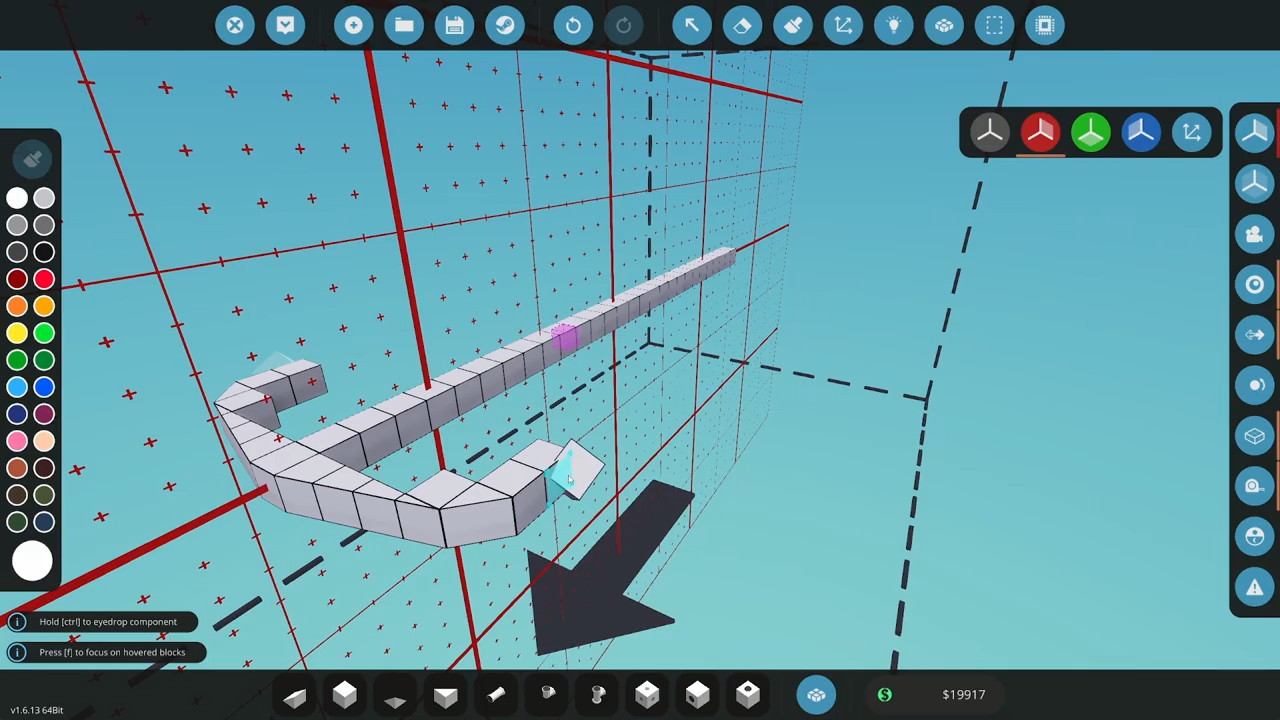 Hold [ctrl] to eyedrop component
Press [f] to focus on hovered blocks
v1.6.13 64Bit
$ $19917